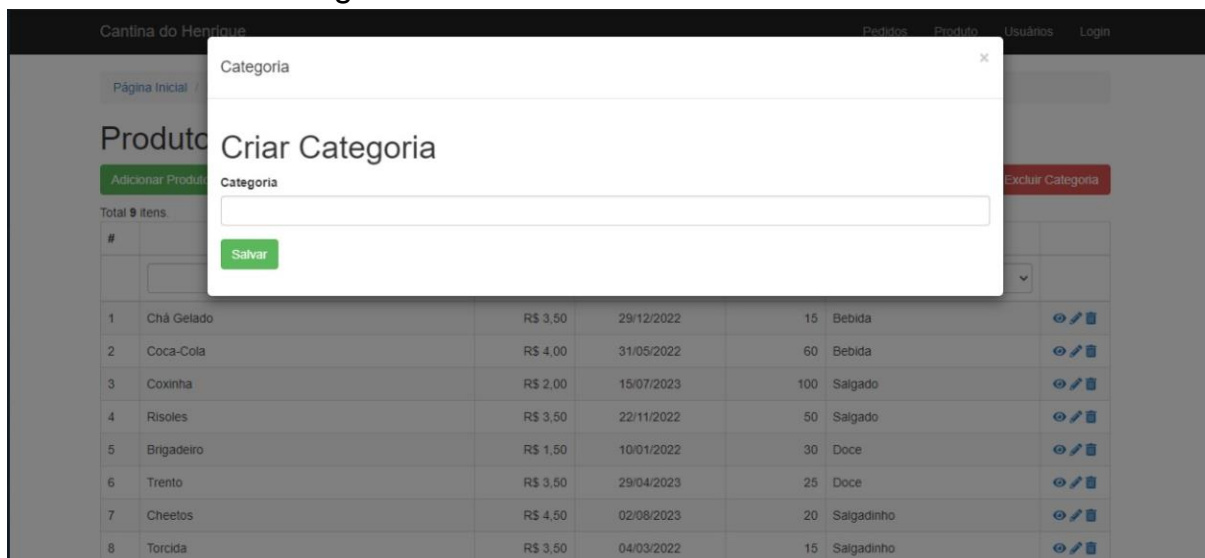 Cantina do Henrique Pedidos Produto Usuários Login
Categoria ×
Página Inicial /
Criar Categoria
Produto
Adicionar Produto Excluir Categoria
Categoria
Total 9 itens.
#
Salvar
1 Chá Gelado R$ 3,50 29/12/2022 15 Bebida
2 Coca-Cola R$ 4,00 31/05/2022 60 Bebida
3 Coxinha R$ 2,00 15/07/2023 100 Salgado
4 Risoles R$ 3,50 22/11/2022 50 Salgado
5 Brigadeiro R$ 1,50 10/01/2022 30 Doce
6 Trento R$ 3,50 29/04/2023 25 Doce
7 Cheetos R$ 4,50 02/08/2023 20 Salgadinho
8 Torcida R$ 3,50 04/03/2022 15 Salgadinho